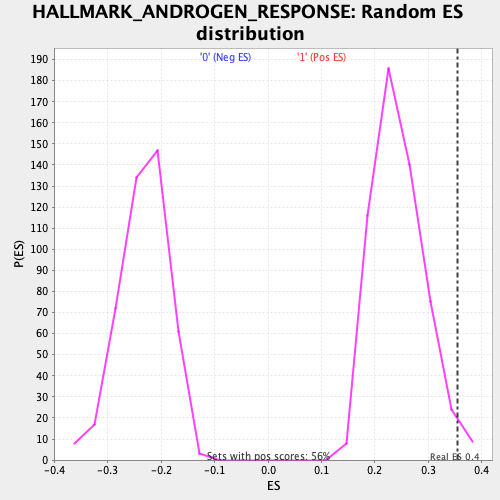 HALLMARK_ANDROGEN_RESPONSE: Random ES
distribution
'0' (Neg ES) '1' (Pos ES)
190
180
170
160
150
140
130
120
110
100
90
80
70
60
50
40
30
20
10
0
P(ES)
Sets with pos scores: 56%
Real ES 0.4
-0.4 -0.3 -0.2 -0.1 0.0 0.1 0.2 0.3 0.4
ES